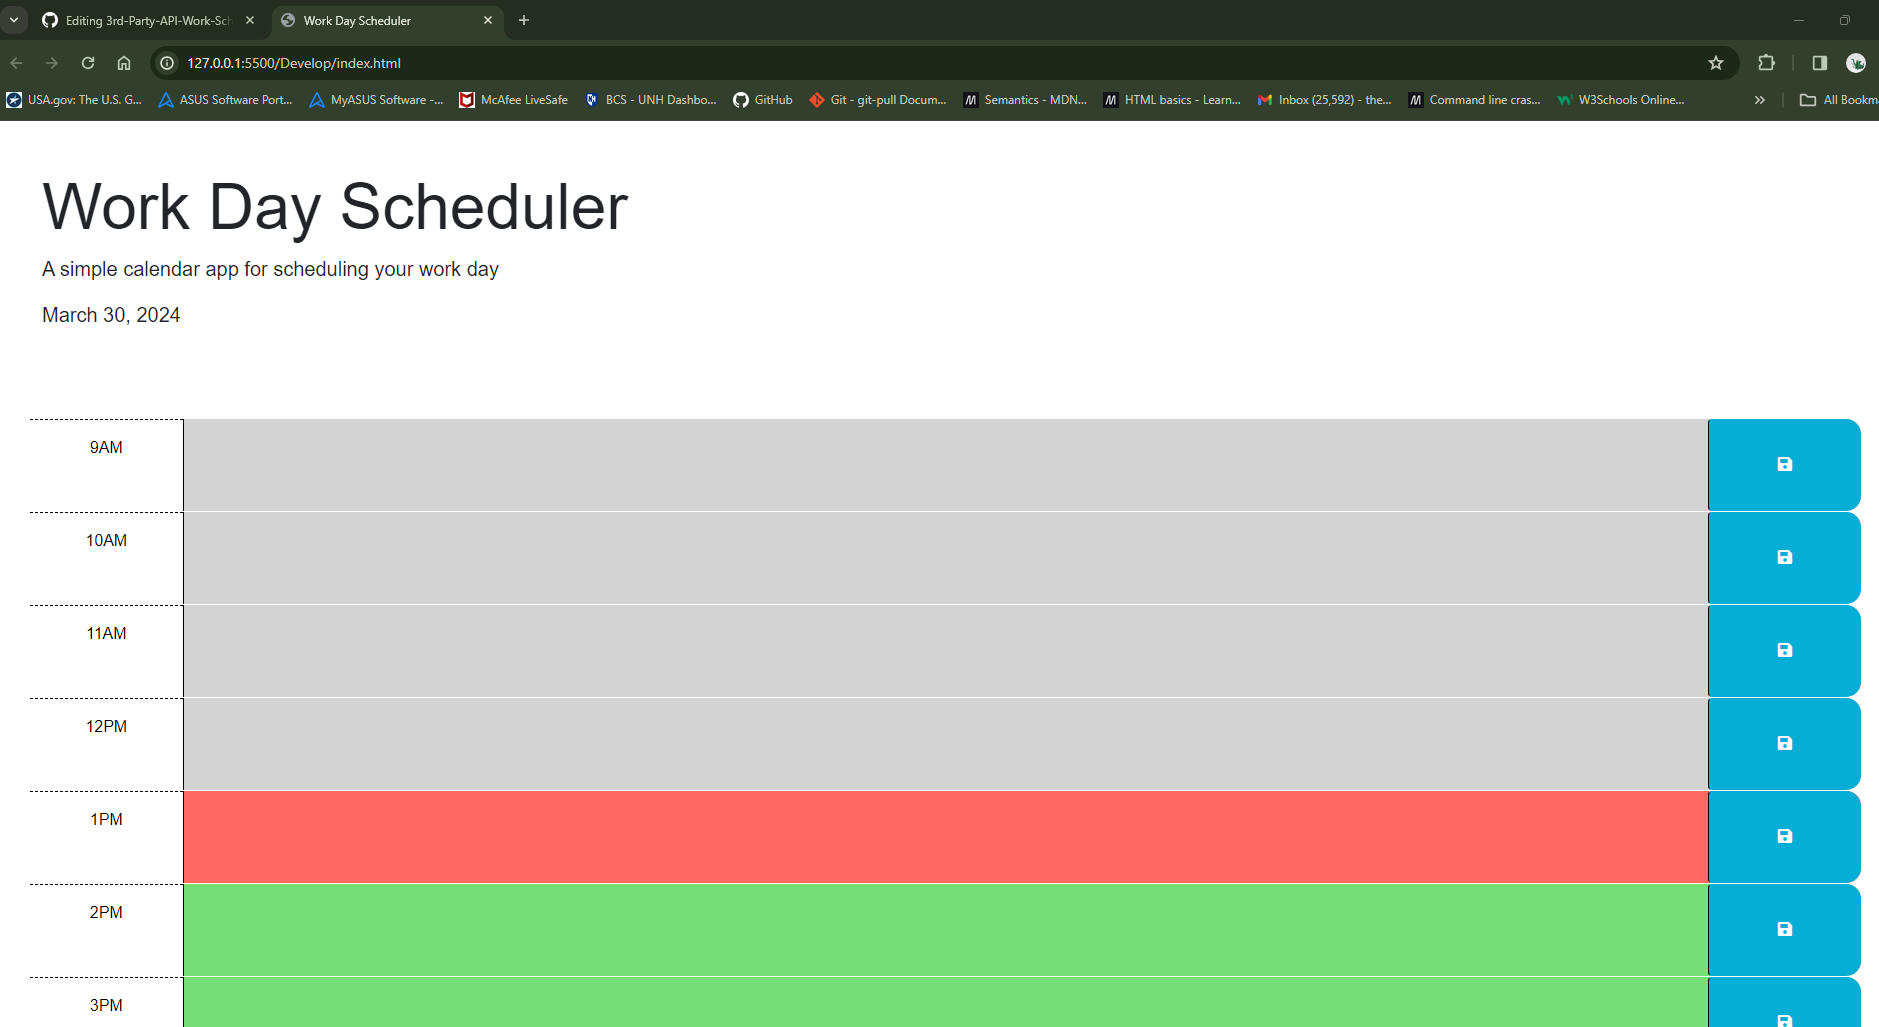 Editing 3rd-Party-API-Work-Sch
Work Day Scheduler
127.0.0.1:5500/Develop/index.html
USA.gov: The U.S. G... ASUS Software Port... MyASUS Software -... McAfee LiveSafe BCS - UNH Dashbo... GitHub Git - git-pull Docum... Semantics - MDN... HTML basics - Learn... Inbox (25,592) - the... Command line cras... W3Schools Online... » All Bookm
Work Day Scheduler
A simple calendar app for scheduling your work day
March 30, 2024
9AM
10AM
11AM
12PM
1PM
2PM
3PM